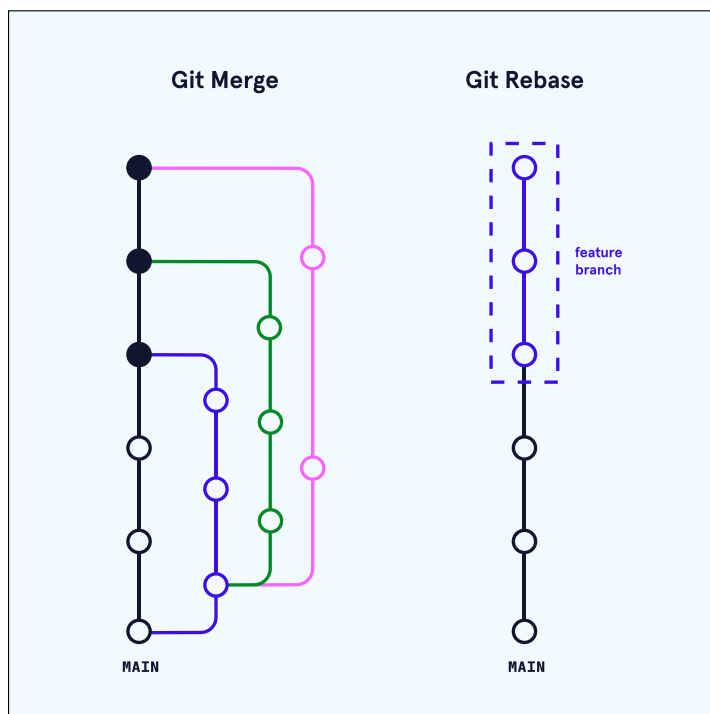 Git Merge
Git Rebase
feature
branch
MAIN
MAIN